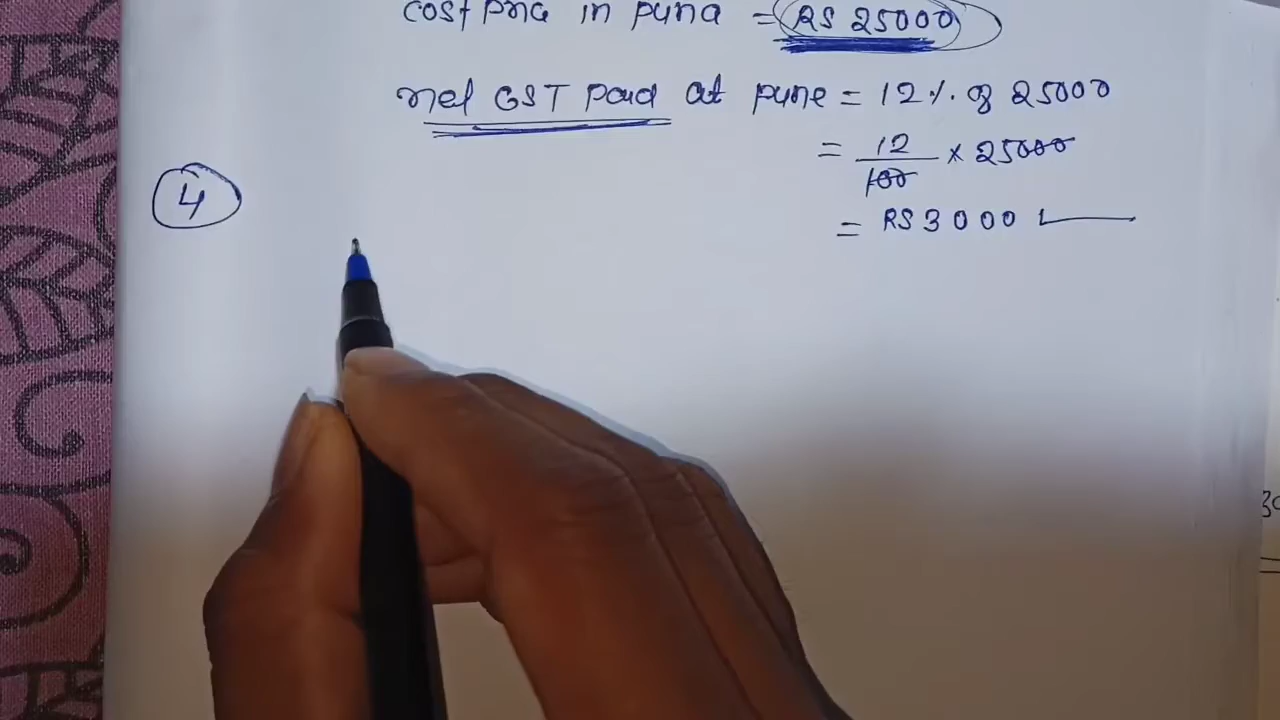 cost price in puna = RS 25000
net GST Paid at pune = 12 % of 25000
= 12/100 × 25000
4
= RS 3000